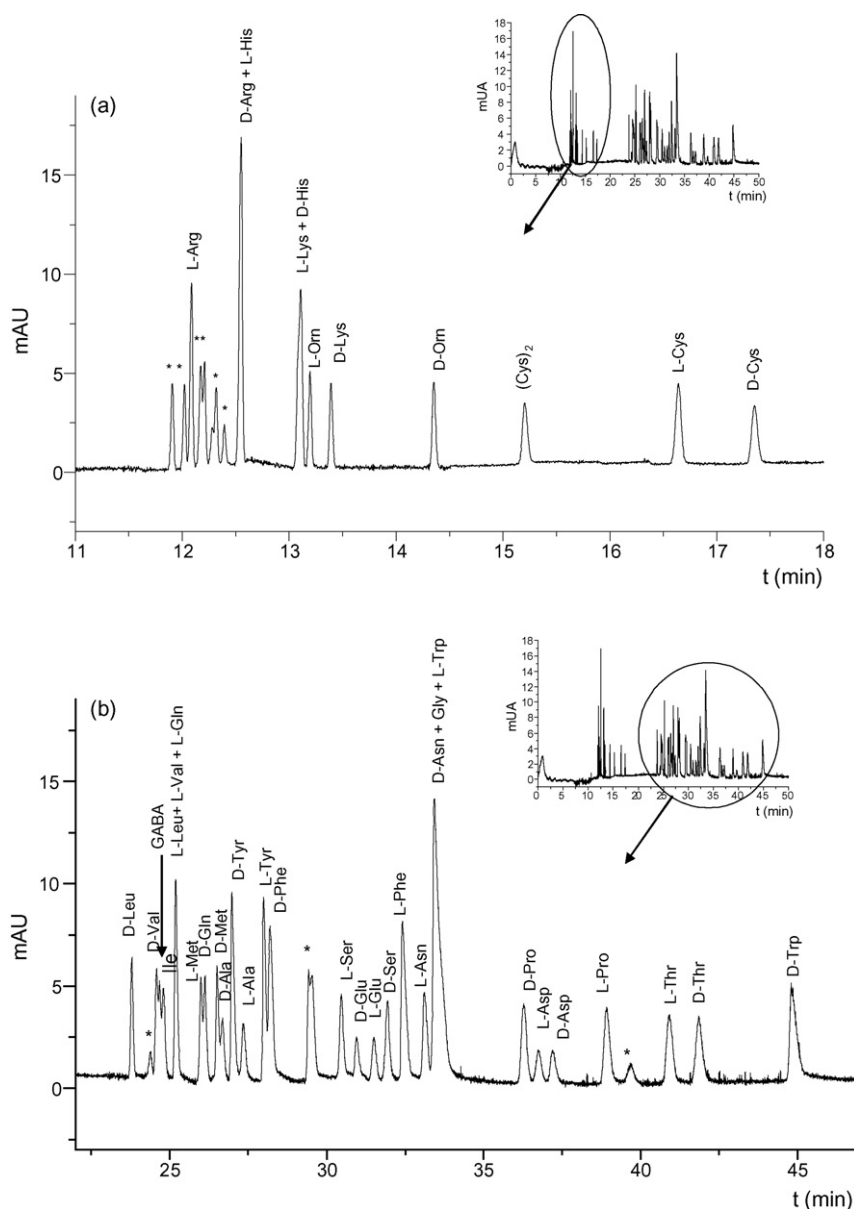 (a)
D-Arg + L-His
L-Arg
* *
**
*
*
L-Lys + D-His
L-Orn
D-Lys
D-Orn
(Cys)2
L-Cys
D-Cys
mAU
15
10
5
0
11 12 13 14 15 16 17 18
t (min)
mUA
18
16
14
12
10
8
6
4
2
0
0 5 10 15 20 25 30 35 40 45 50
t (min)
(b)
D-Leu
*
D-Val
GABA
Ile
L-Leu+ L-Val + L-Gln
L-Met
D-Gln
D-Met
D-Ala
D-Tyr
L-Ala
L-Tyr
D-Phe
*
L-Ser
D-Glu
L-Glu
D-Ser
L-Phe
L-Asn
D-Asn + Gly + L-Trp
D-Pro
L-Asp
D-Asp
L-Pro
*
L-Thr
D-Thr
D-Trp
mAU
15
10
5
0
25 30 35 40 45
t (min)
mUA
18
16
14
12
10
8
6
4
2
0
0 5 10 15 20 25 30 35 40 45 50
t (min)